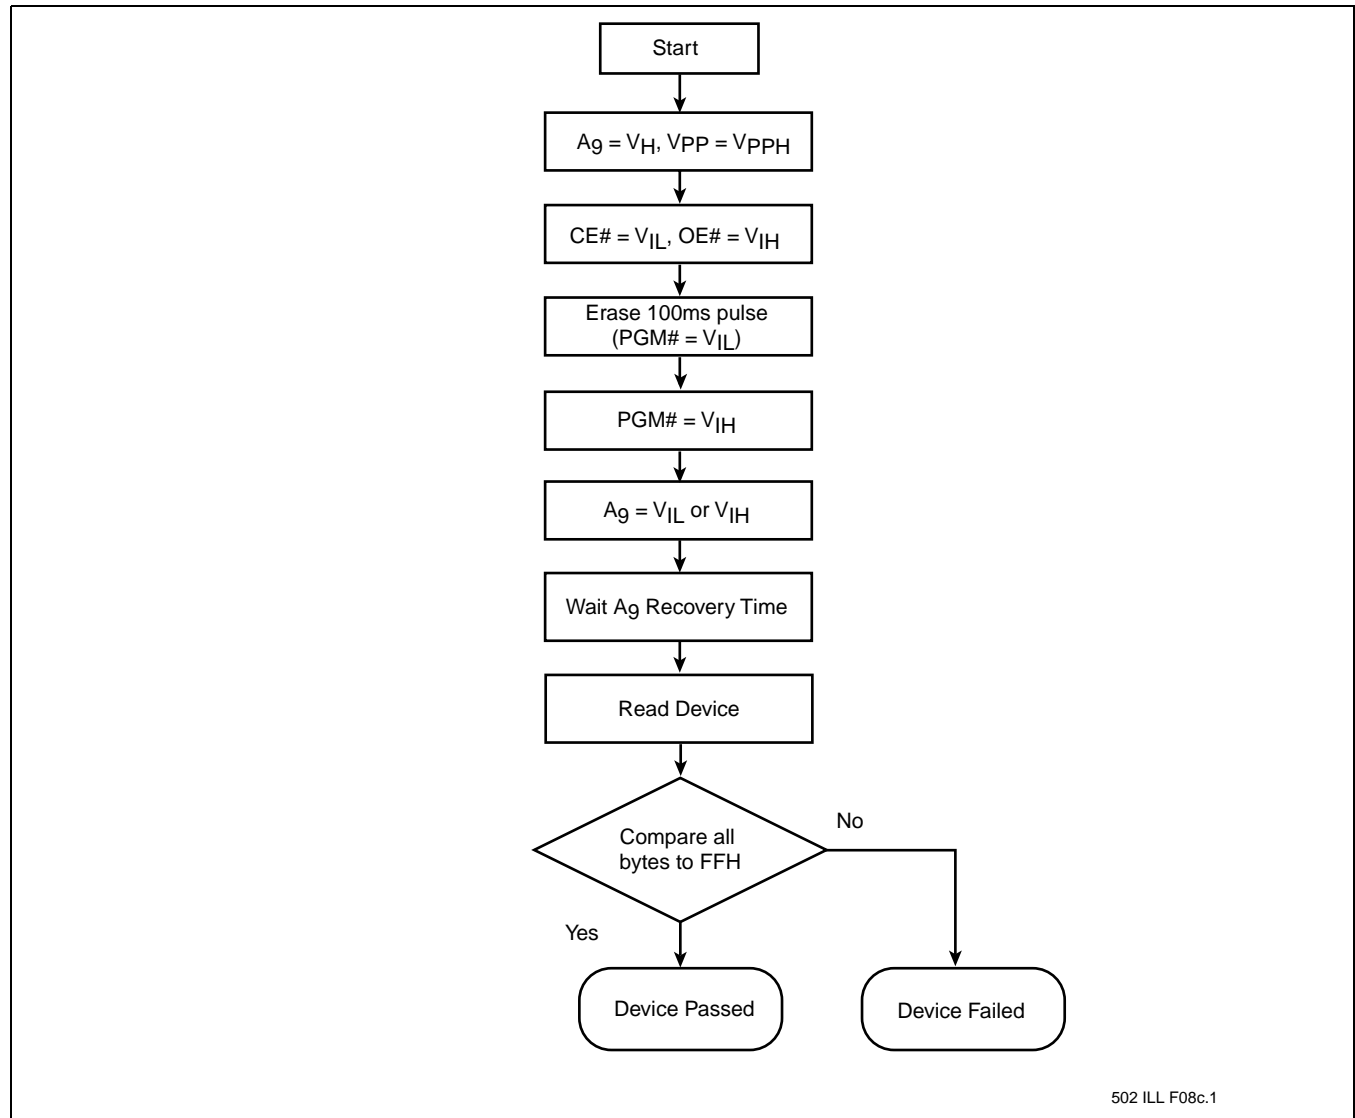 Start
A9 = VH, VPP = VPPH
CE# = VIL, OE# = VIH
Erase 100ms pulse
(PGM# = VIL)
PGM# = VIH
A9 = VIL or VIH
Wait A9 Recovery Time
Read Device
Compare all
bytes to FFH
No
Yes
Device Passed
Device Failed
502 ILL F08c.1